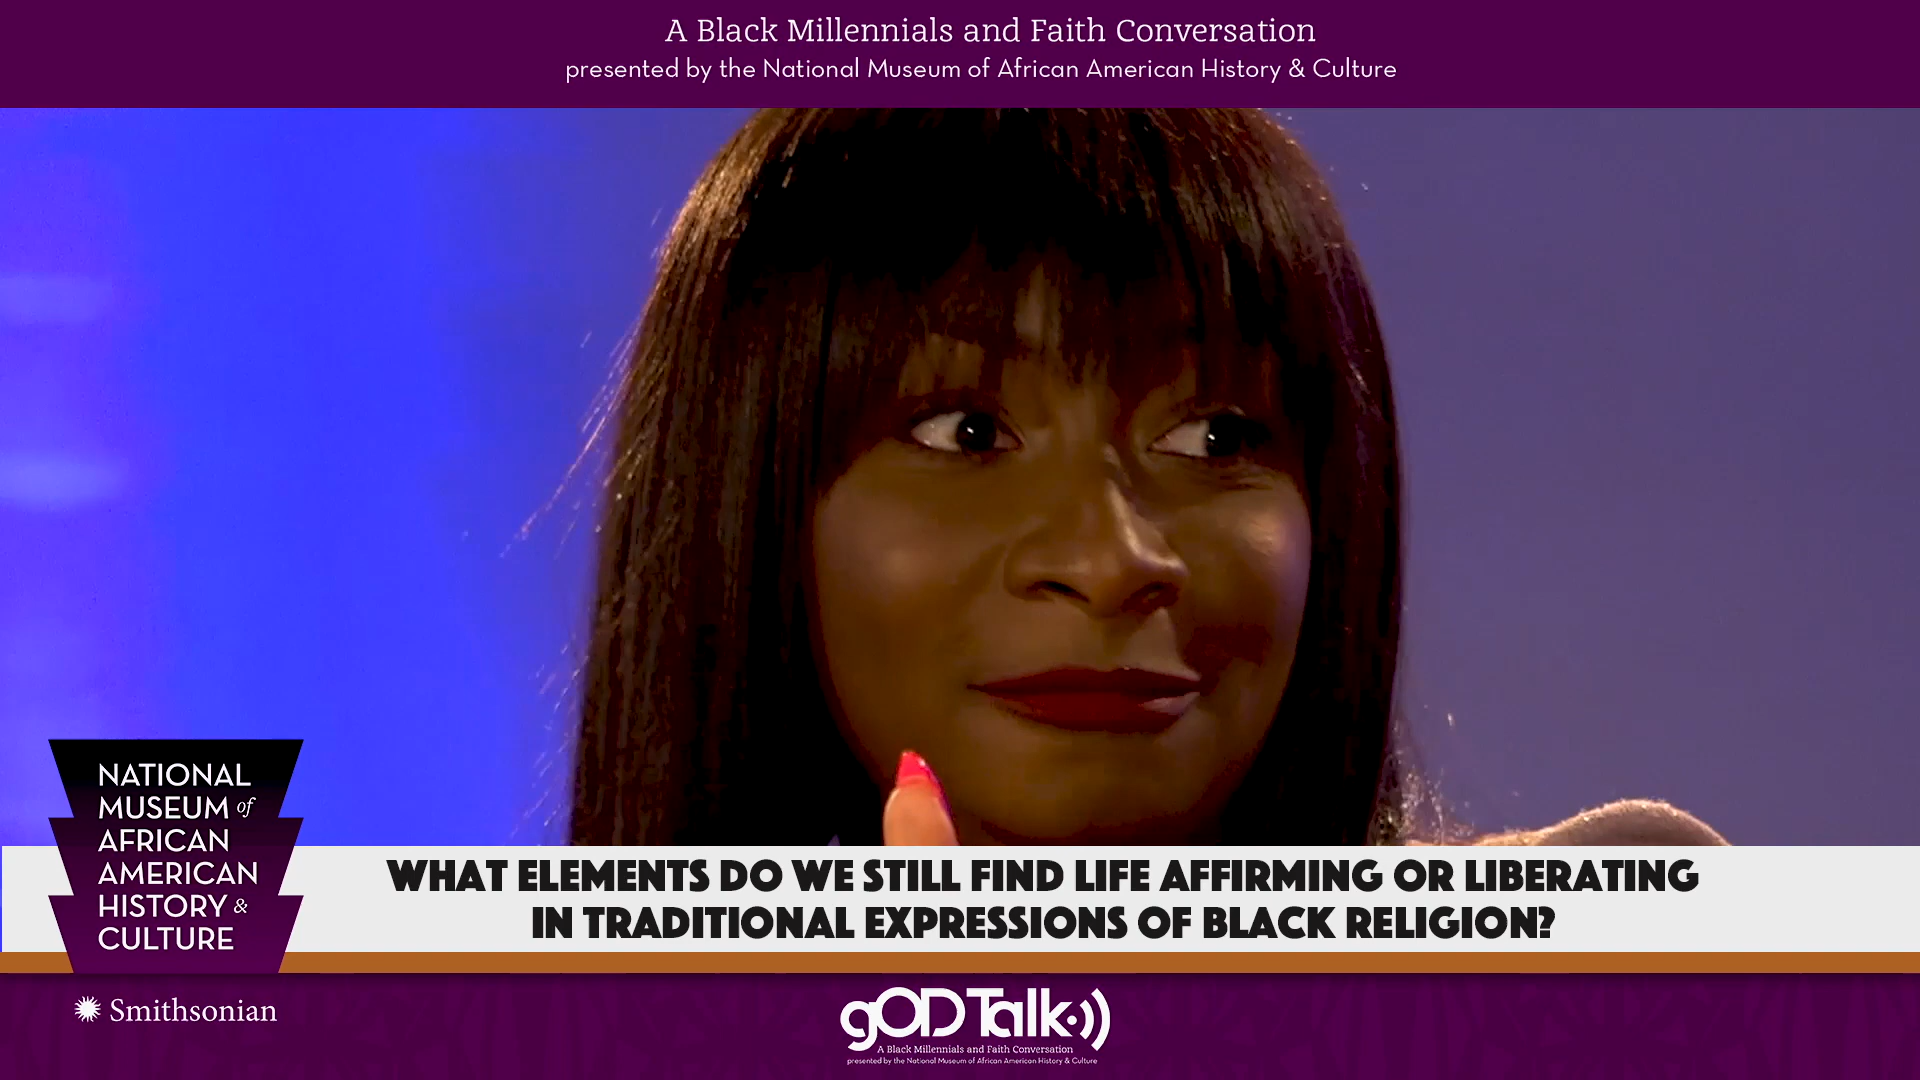 A Black Millennials and Faith Conversation
presented by the National Museum of African American History & Culture
NATIONAL
MUSEUM of
AFRICAN
AMERICAN
HISTORY &
CULTURE
WHAT ELEMENTS DO WE STILL FIND LIFE AFFIRMING OR LIBERATING
IN TRADITIONAL EXPRESSIONS OF BLACK RELIGION?
Smithsonian
gOD Talk
A Black Millennials and Faith Conversation
presented by the National Museum of African American History & Culture